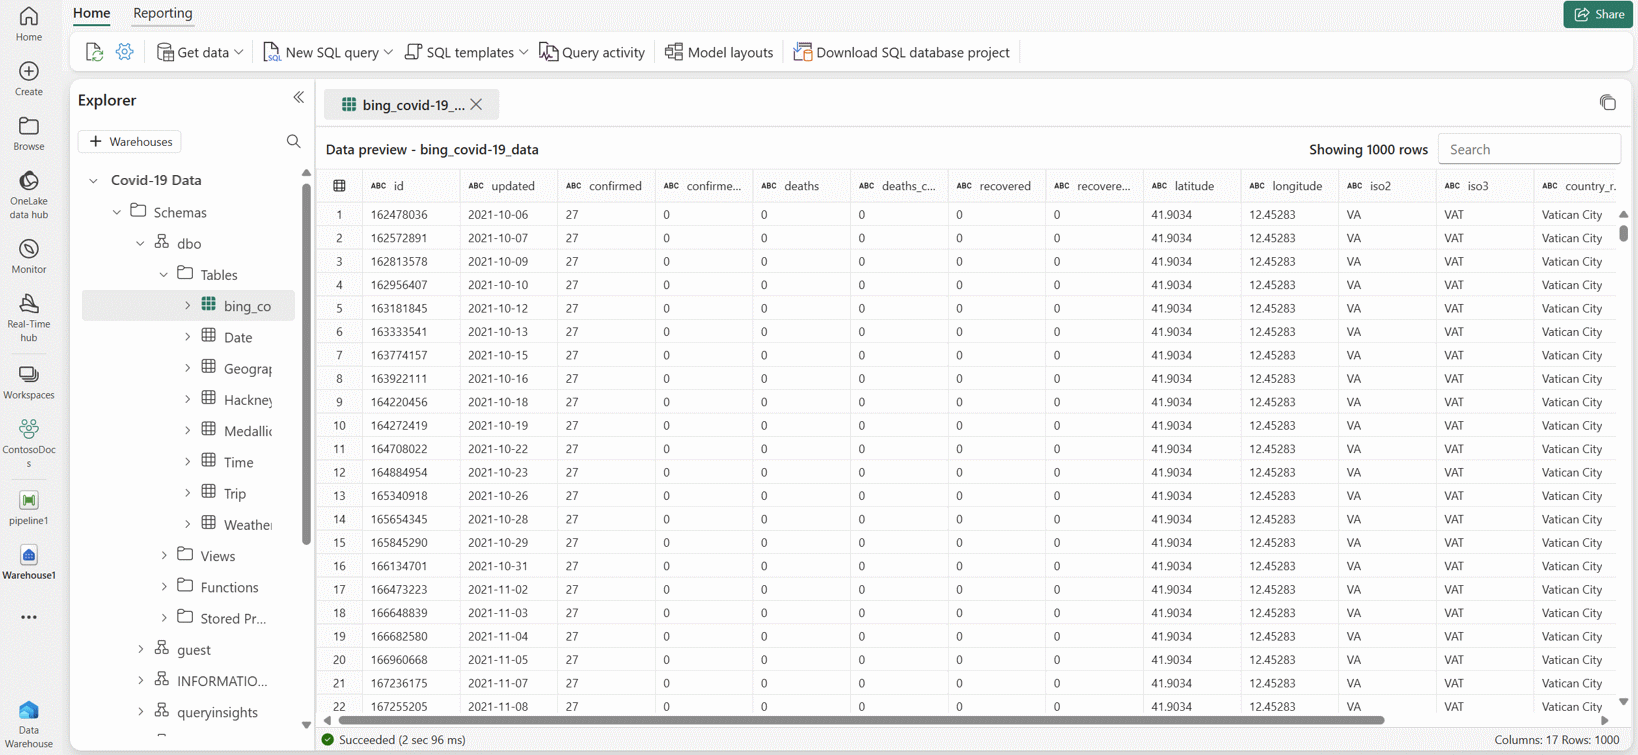 Home Reporting Share
Get data New SQL query SQL templates Query activity Model layouts Download SQL database project
Home
Create
Browse
OneLake
data hub
Monitor
Real-Time
hub
Workspaces
ContosoDoc
s
pipeline1
Warehouse1
Data
Warehouse
Explorer
+ Warehouses
Covid-19 Data
Schemas
dbo
Tables
bing_co
Date
Geograp
Hackney
Medallic
Time
Trip
Weather
Views
Functions
Stored Pr...
guest
INFORMATIO...
queryinsights
bing_covid-19_...
Data preview - bing_covid-19_data Showing 1000 rows Search
ABC id ABC updated ABC confirmed ABC confirme... ABC deaths ABC deaths_c... ABC recovered ABC recovere... ABC latitude ABC longitude ABC iso2 ABC iso3 ABC country_r.
1 162478036 2021-10-06 27 0 0 0 0 0 41.9034 12.45283 VA VAT Vatican City
2 162572891 2021-10-07 27 0 0 0 0 0 41.9034 12.45283 VA VAT Vatican City
3 162813578 2021-10-09 27 0 0 0 0 0 41.9034 12.45283 VA VAT Vatican City
4 162956407 2021-10-10 27 0 0 0 0 0 41.9034 12.45283 VA VAT Vatican City
5 163181845 2021-10-12 27 0 0 0 0 0 41.9034 12.45283 VA VAT Vatican City
6 163333541 2021-10-13 27 0 0 0 0 0 41.9034 12.45283 VA VAT Vatican City
7 163774157 2021-10-15 27 0 0 0 0 0 41.9034 12.45283 VA VAT Vatican City
8 163922111 2021-10-16 27 0 0 0 0 0 41.9034 12.45283 VA VAT Vatican City
9 164220456 2021-10-18 27 0 0 0 0 0 41.9034 12.45283 VA VAT Vatican City
10 164272419 2021-10-19 27 0 0 0 0 0 41.9034 12.45283 VA VAT Vatican City
11 164708022 2021-10-22 27 0 0 0 0 0 41.9034 12.45283 VA VAT Vatican City
12 164884954 2021-10-23 27 0 0 0 0 0 41.9034 12.45283 VA VAT Vatican City
13 165340918 2021-10-26 27 0 0 0 0 0 41.9034 12.45283 VA VAT Vatican City
14 165654345 2021-10-28 27 0 0 0 0 0 41.9034 12.45283 VA VAT Vatican City
15 165845290 2021-10-29 27 0 0 0 0 0 41.9034 12.45283 VA VAT Vatican City
16 166134701 2021-10-31 27 0 0 0 0 0 41.9034 12.45283 VA VAT Vatican City
17 166473223 2021-11-02 27 0 0 0 0 0 41.9034 12.45283 VA VAT Vatican City
18 166648839 2021-11-03 27 0 0 0 0 0 41.9034 12.45283 VA VAT Vatican City
19 166682580 2021-11-04 27 0 0 0 0 0 41.9034 12.45283 VA VAT Vatican City
20 166960668 2021-11-05 27 0 0 0 0 0 41.9034 12.45283 VA VAT Vatican City
21 167236175 2021-11-07 27 0 0 0 0 0 41.9034 12.45283 VA VAT Vatican City
22 167255205 2021-11-08 27 0 0 0 0 0 41.9034 12.45283 VA VAT Vatican City
Succeeded (2 sec 96 ms) Columns: 17 Rows: 1000